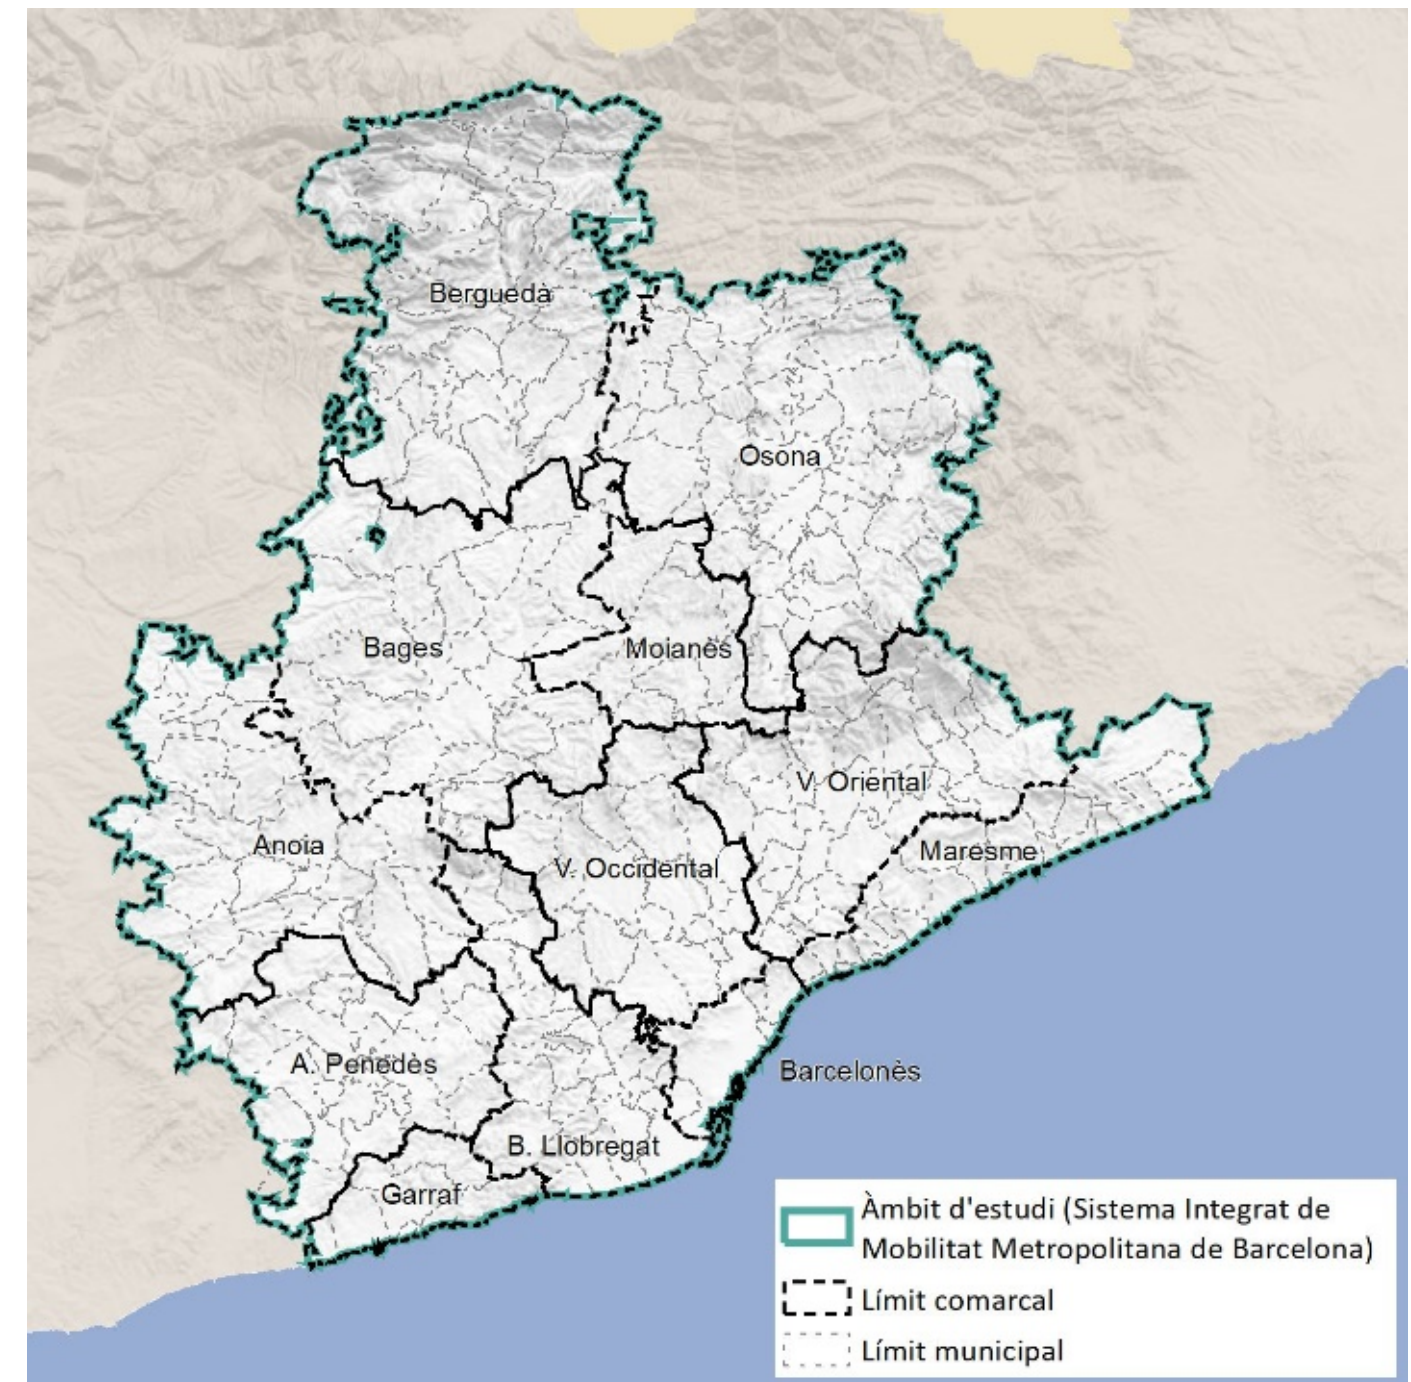 Berguedà
Osona
Bages
Moianès
V. Oriental
Anoia
V. Occidental
Maresme
A. Penedès
Barcelonès
B. Llobregat
Garraf
Àmbit d'estudi (Sistema Integrat de
Mobilitat Metropolitana de Barcelona)
Límit comarcal
Límit municipal